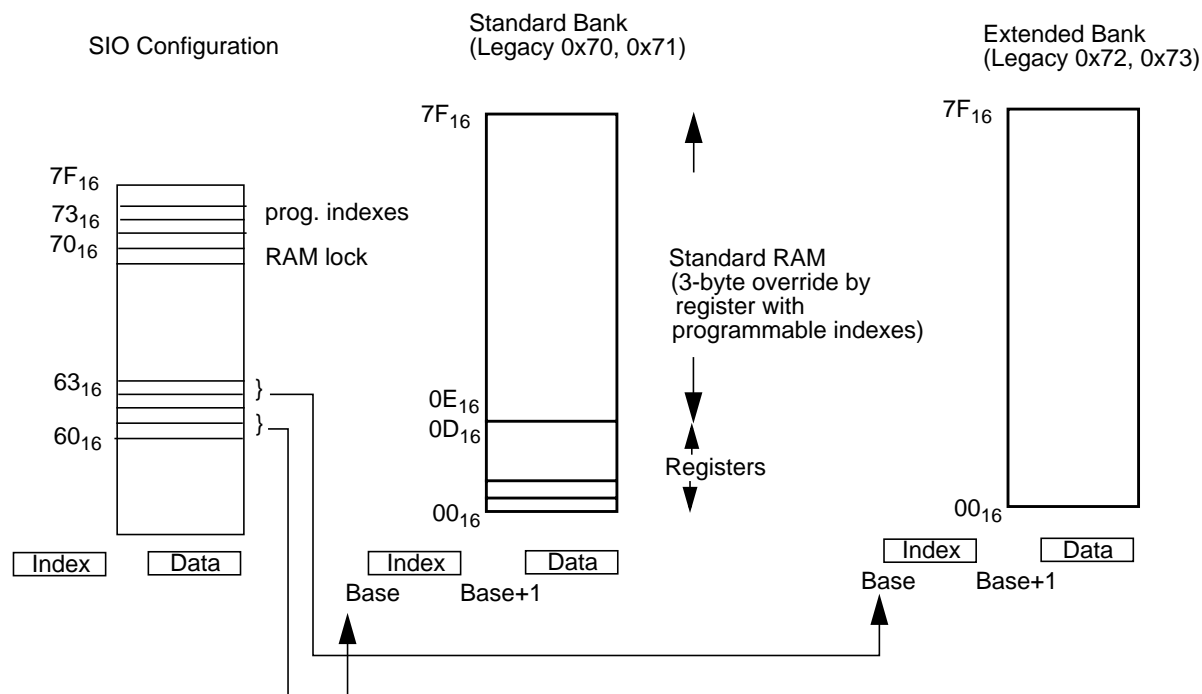 SIO Configuration
Standard Bank
(Legacy 0x70, 0x71)
Extended Bank
(Legacy 0x72, 0x73)
7F16
7316
prog. indexes
7016
RAM lock
6316
}
}
6016
Index
Data
7F16
Standard RAM
(3-byte override by
register with
programmable indexes)
0E16
0D16
Registers
0016
Index
Data
Base
Base+1
7F16
0016
Index
Data
Base
Base+1